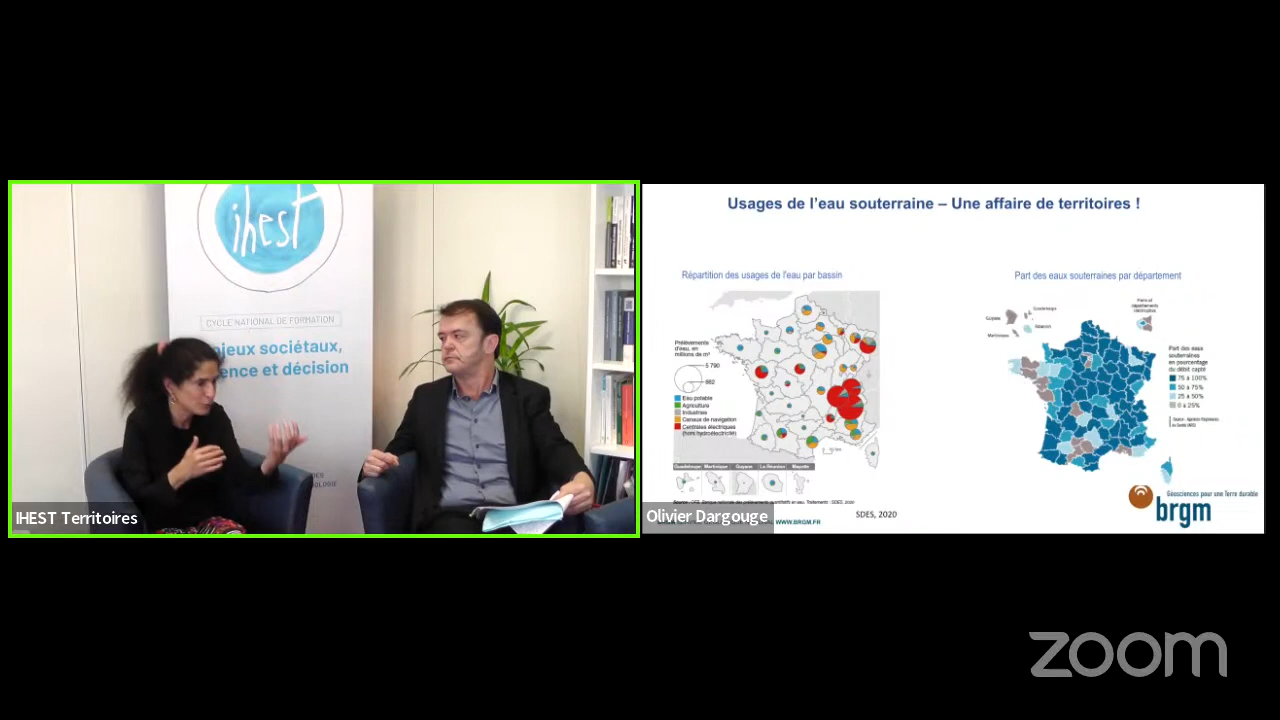 ihest
CYCLE NATIONAL DE FORMATION
jeux sociétaux,
ence et décision
IHEST Territoires
Usages de l'eau souterraine – Une affaire de territoires !
Répartition des usages de l'eau par bassin
Prélèvements
d'eau, en
millions de m³
5 790
882
Eau potable
Agriculture
Industries
Canaux de navigation
Centrales électriques
(hors hydroélectricité)
Guadeloupe Martinique Guyane La Réunion Mayotte
SDES, 2020
WWW.BRGM.FR
Olivier Dargouge
Part des eaux souterraines par département
Guyane
Guadeloupe
Martinique
Part des eaux
souterraines
en pourcentage
du débit capté
75 à 100%
50 à 75%
25 à 50%
0 à 25%
Géosciences pour une Terre durable
brgm
zoom